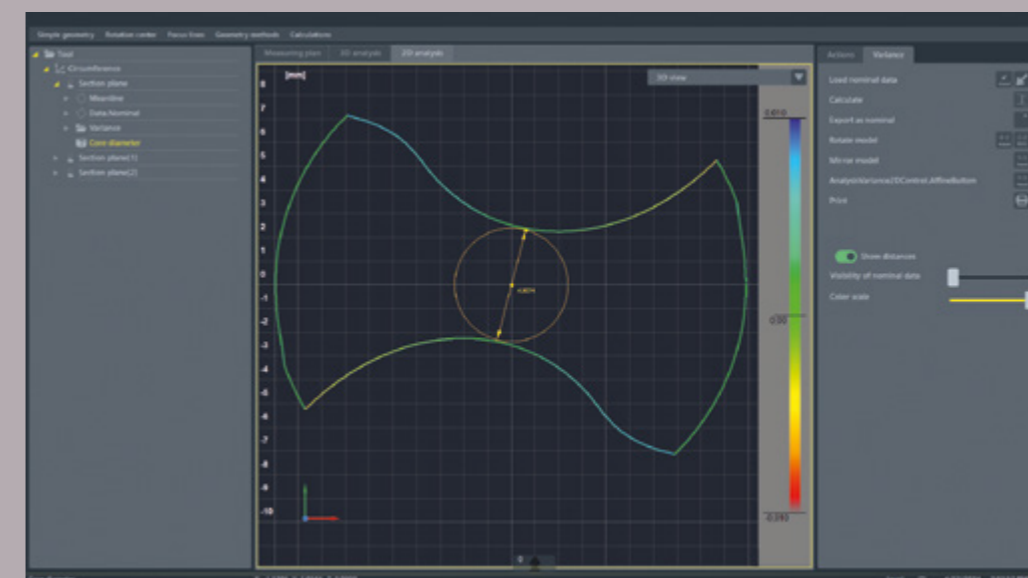 Simple geometry Rotation center Focus lines Geometry methods Calculations
Tool
Circumference
Section plane
Meanline
Data/Nominal
Variance
Core diameter
Section plane(1)
Section plane(2)
Measuring plan 3D analysis 2D analysis
[mm]
3D view
8
7
6
5
4
3
2
1
0
-1
-2
-3
-4
-5
-6
-7
-8
-9
-10
0.00
-0.010
0
Actions Variance
Load nominal data
Calculate
Export as nominal
Rotate model
Mirror model
AnalysisVariance2DControl.AffineButton
Print
Show distances
Visibility of nominal data
Color scale